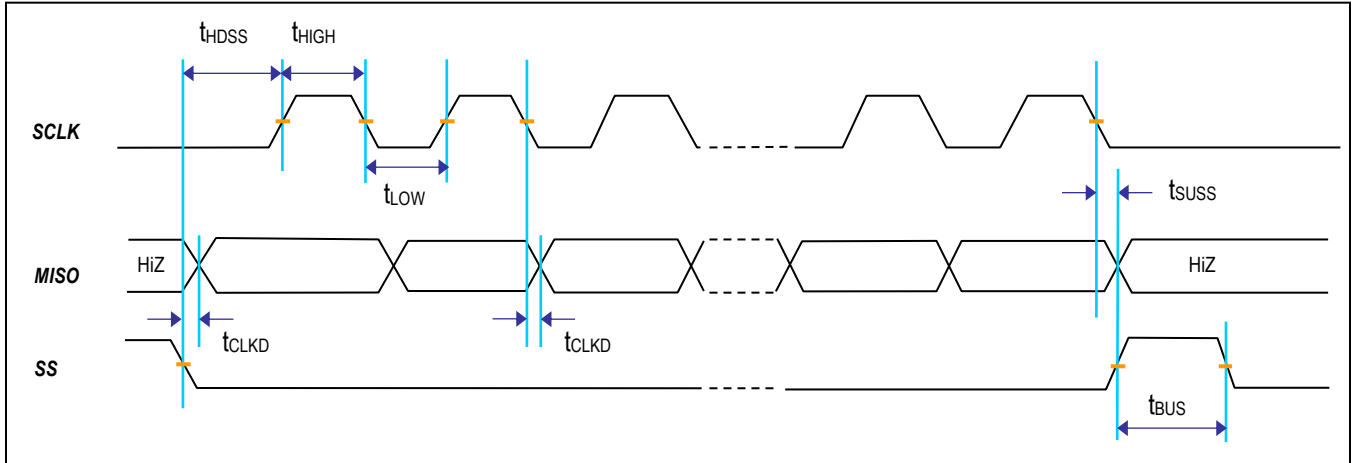 tHDSS
tHIGH
SCLK
tLOW
tSUSS
HiZ
HiZ
MISO
tCLKD
tCLKD
SS
tBUS